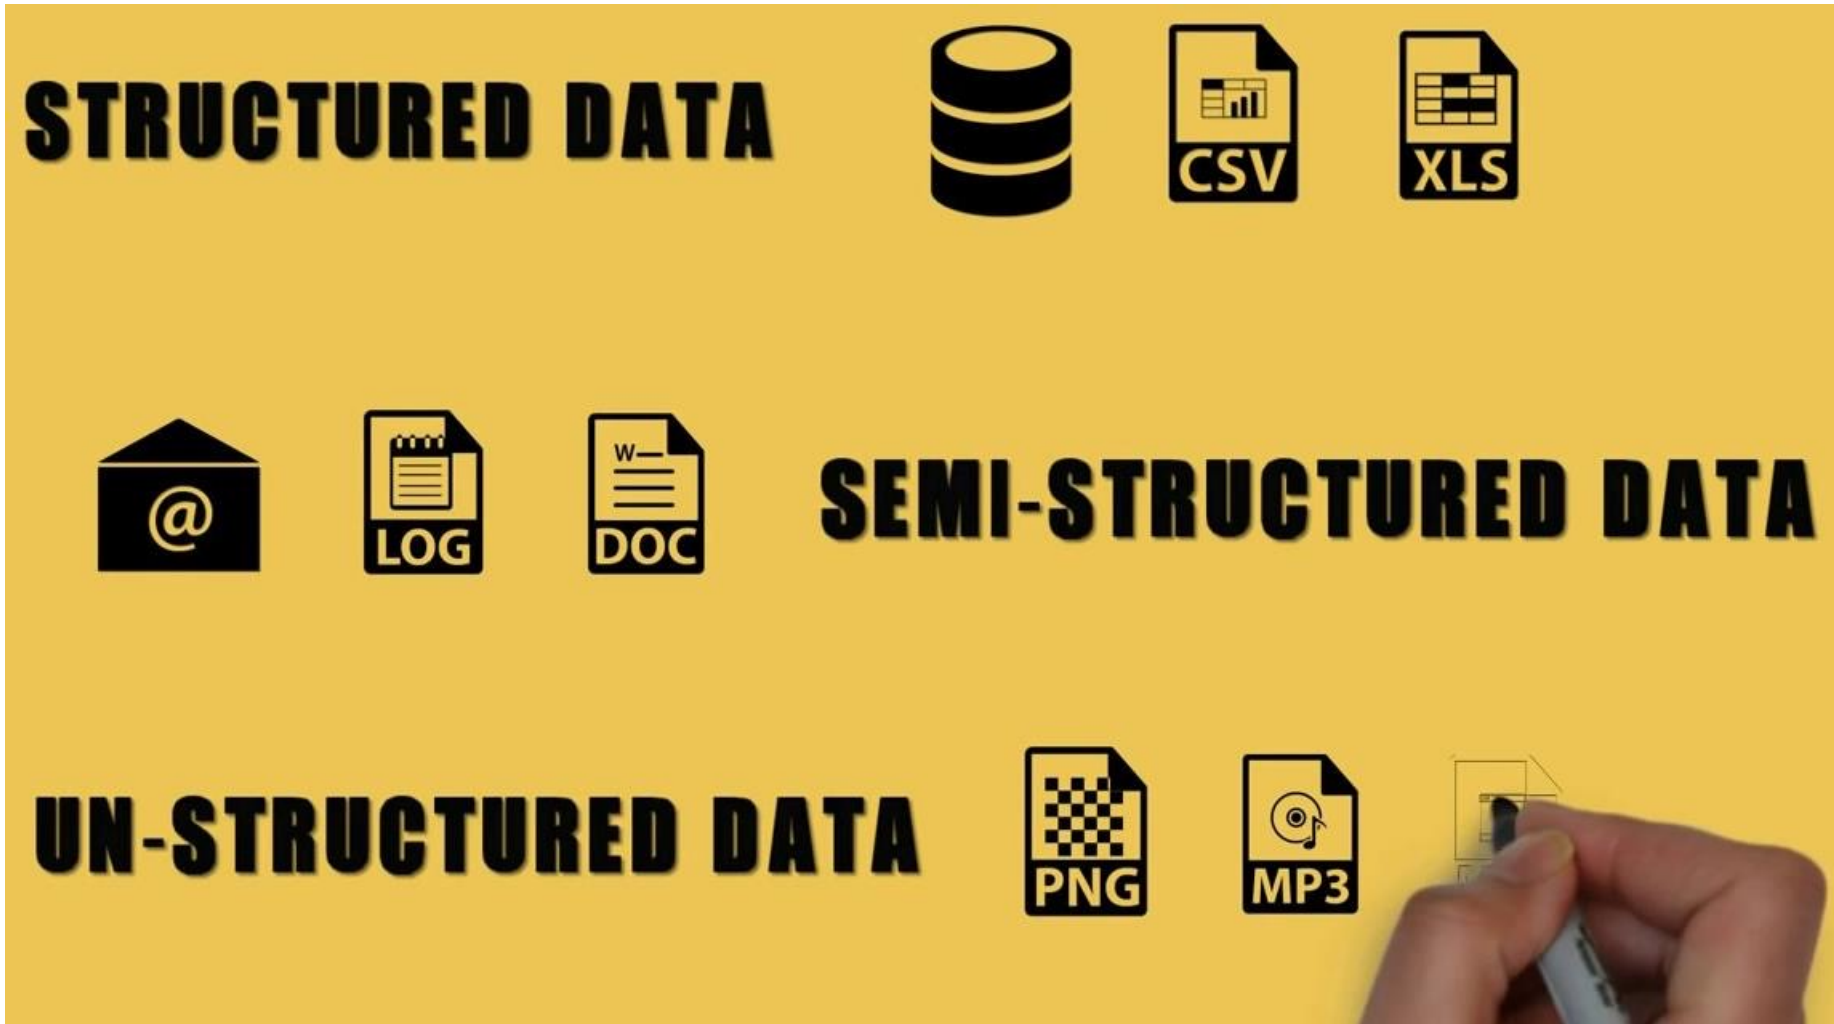 STRUCTURED DATA
CSV
XLS
@
LOG
W
DOC
SEMI-STRUCTURED DATA
UN-STRUCTURED DATA
PNG
MP3